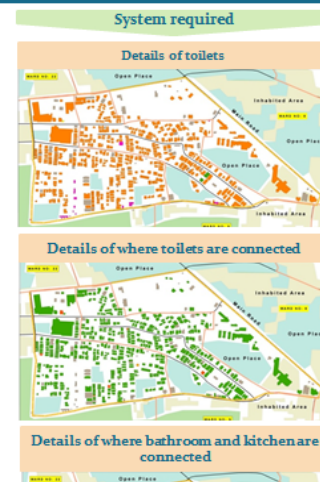 System required
Details of toilets
Open Place
Inhabited Area
Main Road
Open Place
Open Plac
Inhabited Area
Details of where toilets are connected
Open Place
Inhabited Area
Main Road
Open Place
Open Plac
Inhabited Area
Details of where bathroom and kitchen are
connected
Open Place